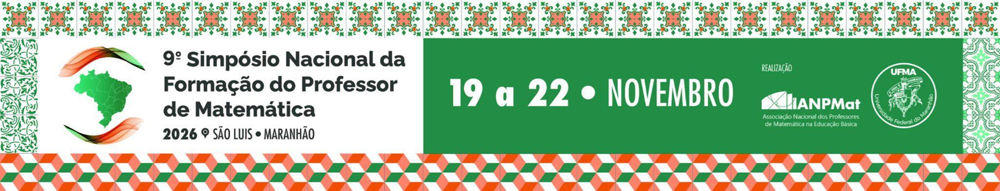 9º Simpósio Nacional da
Formação do Professor
de Matemática
2026 SÃO LUIS • MARANHÃO
19 a 22 • NOVEMBRO
REALIZAÇÃO
ANPMat
Associação Nacional dos Professores
de Matemática na Educação Básica
UFMA
Universidade Federal do Maranhão